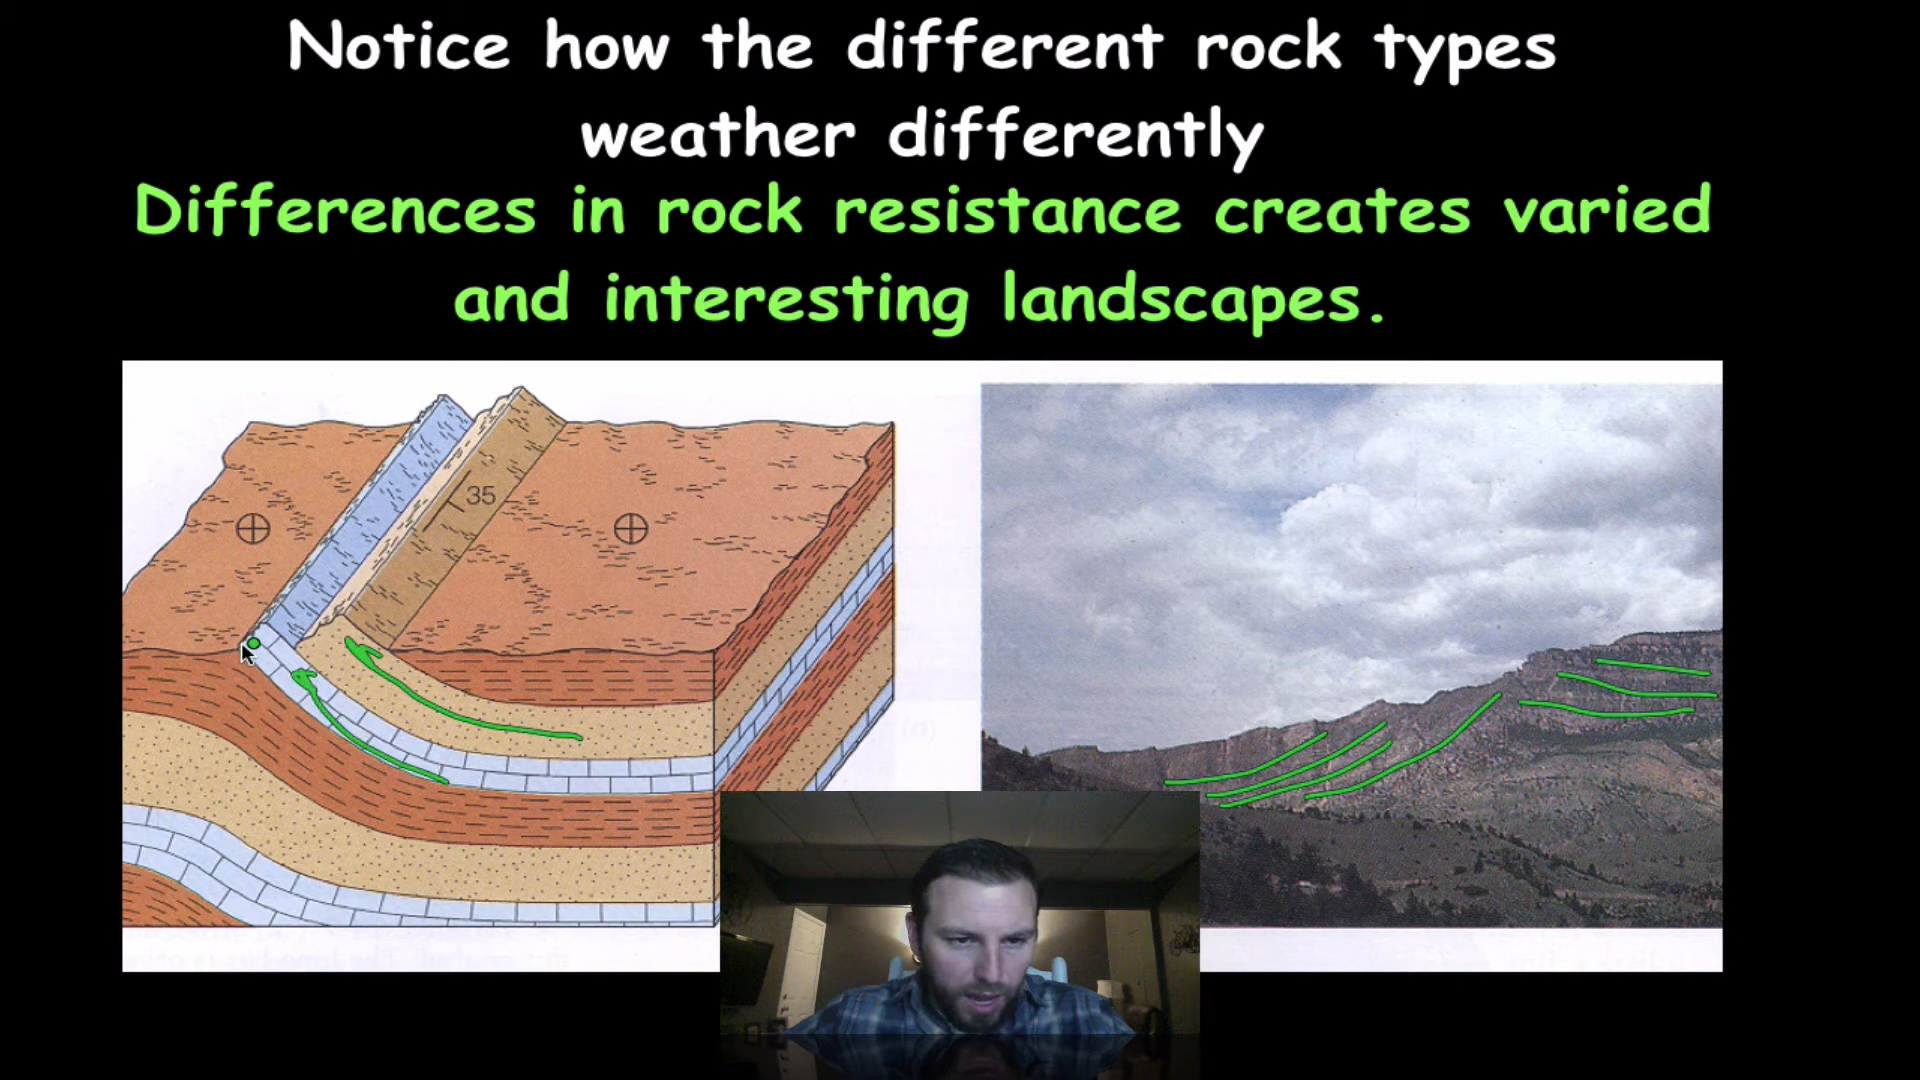 Notice how the different rock types
weather differently
Differences in rock resistance creates varied
and interesting landscapes.
35